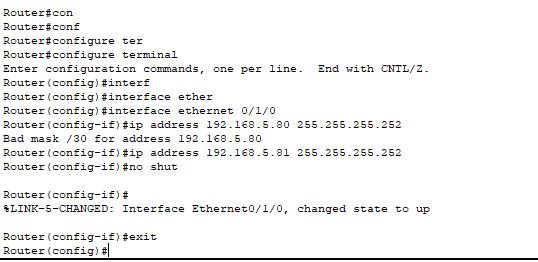 Router#con
Router#conf
Router#configure ter
Router#configure terminal
Enter configuration commands, one per line.  End with CNTL/Z.
Router(config)#interf
Router(config)#interface ether
Router(config)#interface ethernet 0/1/0
Router(config-if)#ip address 192.168.5.80 255.255.255.252
Bad mask /30 for address 192.168.5.80
Router(config-if)#ip address 192.168.5.81 255.255.255.252
Router(config-if)#no shut
Router(config-if)#
%LINK-5-CHANGED: Interface Ethernet0/1/0, changed state to up
Router(config-if)#exit
Router(config)#